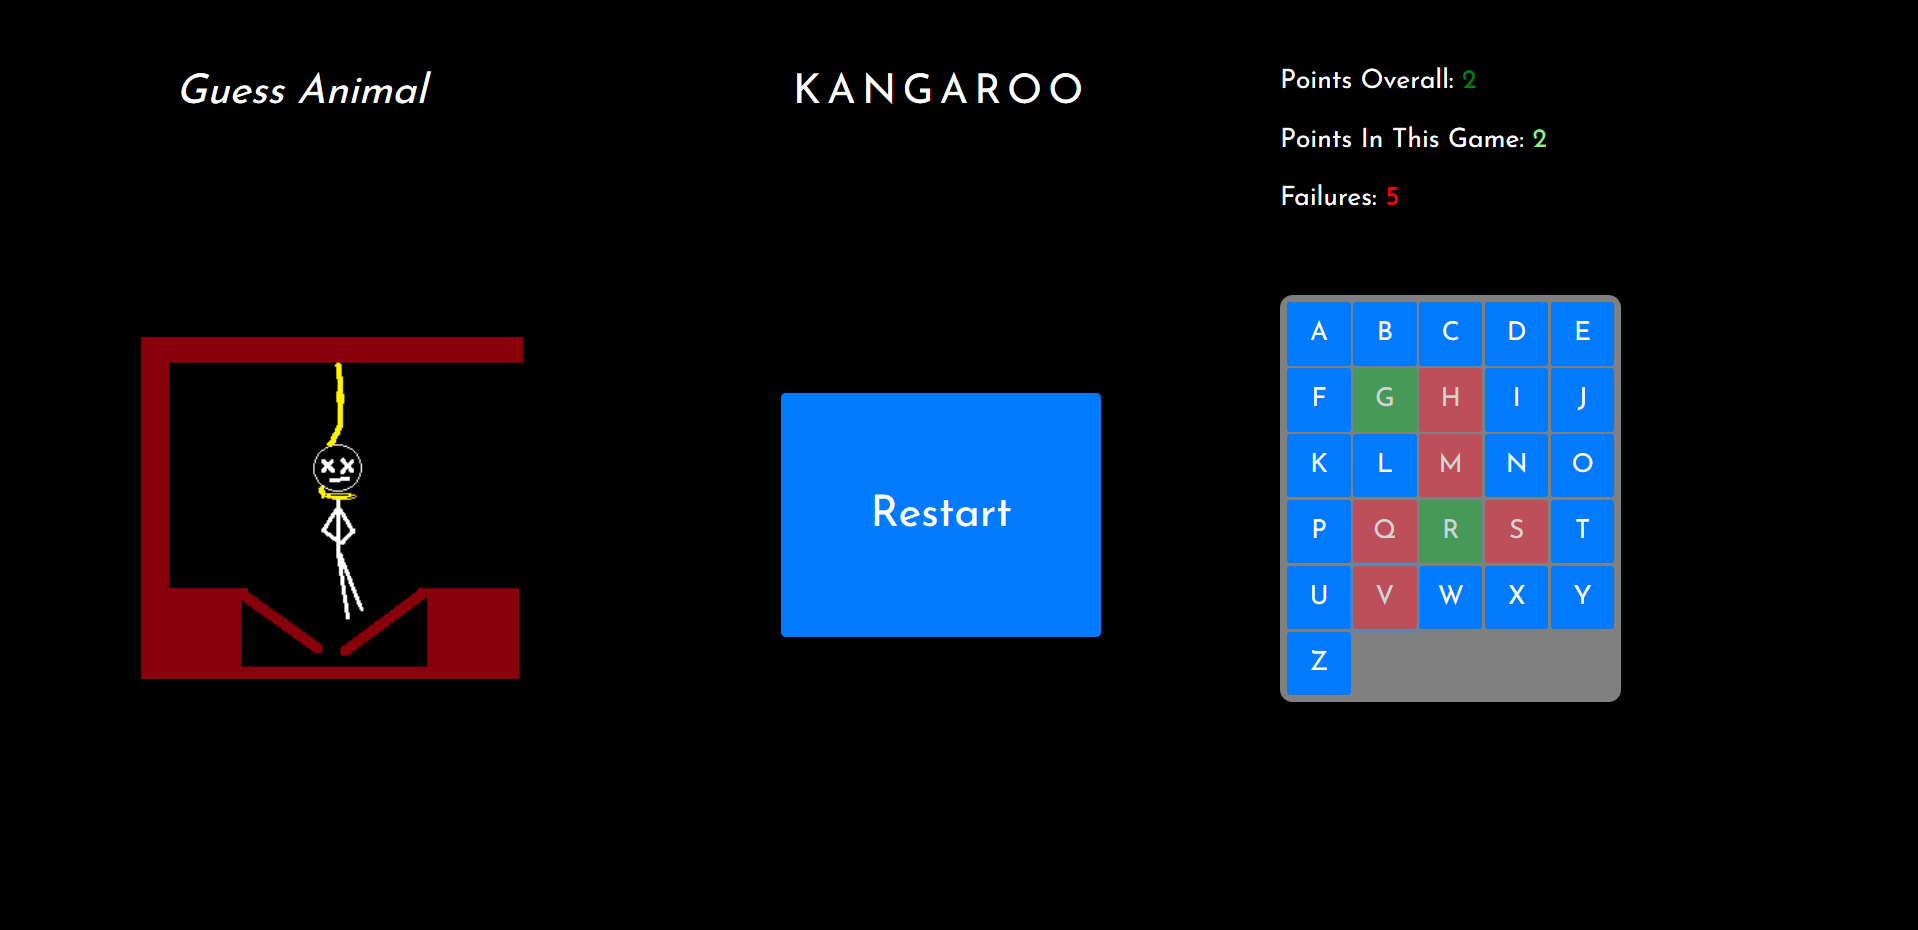 Guess Animal
KANGAROO
Points Overall: 2
Points In This Game: 2
Failures: 5
Restart
A B C D E
F G H I J
K L M N O
P Q R S T
U V W X Y
Z